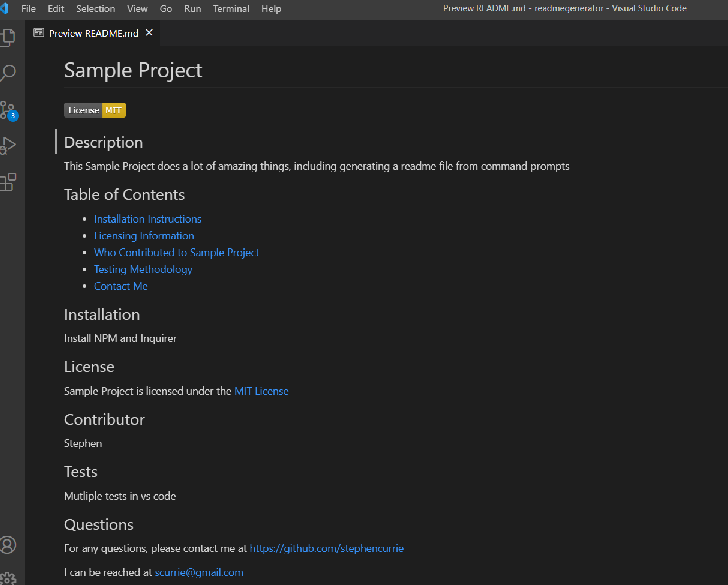 File Edit Selection View Go Run Terminal Help Preview README.md - readmegenerator - Visual Studio Code
Preview README.md
Sample Project
License MIT
3
Description
This Sample Project does a lot of amazing things, including generating a readme file from command prompts
Table of Contents
Installation Instructions
Licensing Information
Who Contributed to Sample Project
Testing Methodology
Contact Me
Installation
Install NPM and Inquirer
License
Sample Project is licensed under the MIT License
Contributor
Stephen
Tests
Mutliple tests in vs code
Questions
For any questions, please contact me at https://github.com/stephencurrie
I can be reached at scurrie@gmail.com